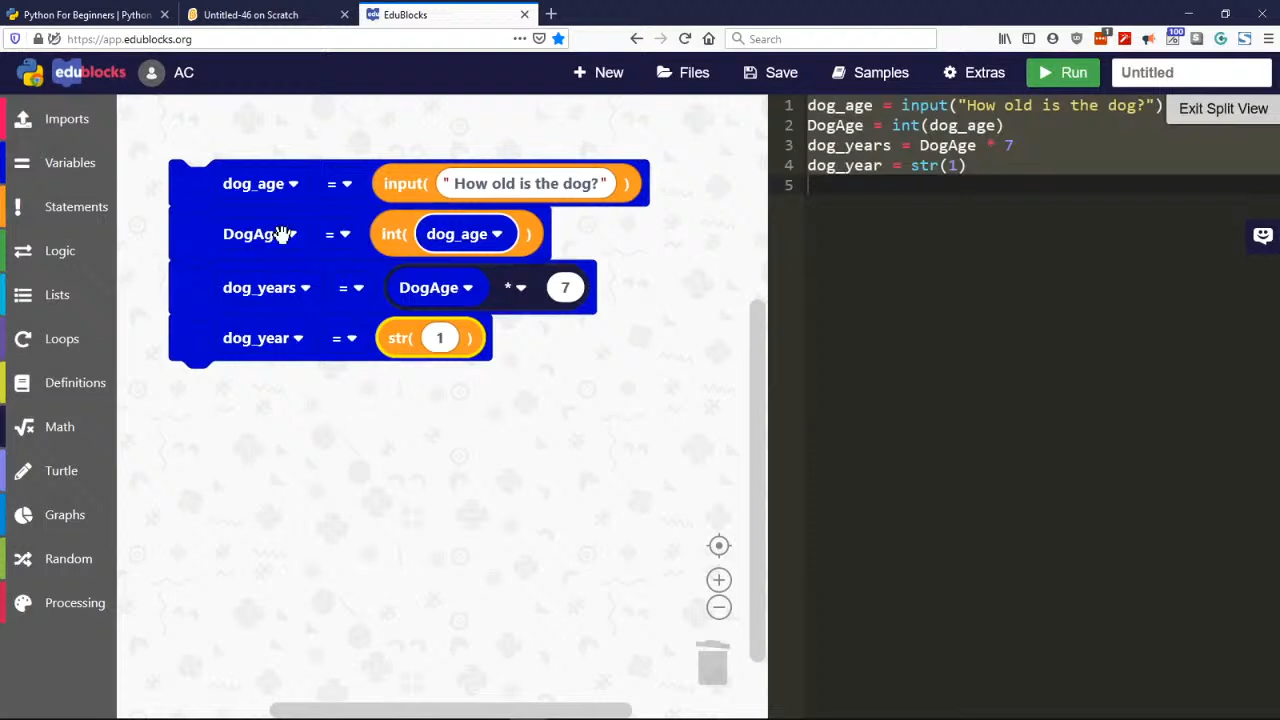 Python For Beginners | Python
Untitled-46 on Scratch
EduBlocks
https://app.edublocks.org
Search
1
100
edublocks
AC
New
Files
Save
Samples
Extras
Run
Untitled
Imports
Variables
Statements
Logic
Lists
Loops
Definitions
Math
Turtle
Graphs
Random
Processing
dog_age = input( " How old is the dog? " )
DogAg = int( dog_age )
dog_years = DogAge * 7
dog_year = str( 1 )
1 dog_age = input("How old is the dog?")
2 DogAge = int(dog_age)
3 dog_years = DogAge * 7
4 dog_year = str(1)
5
Exit Split View